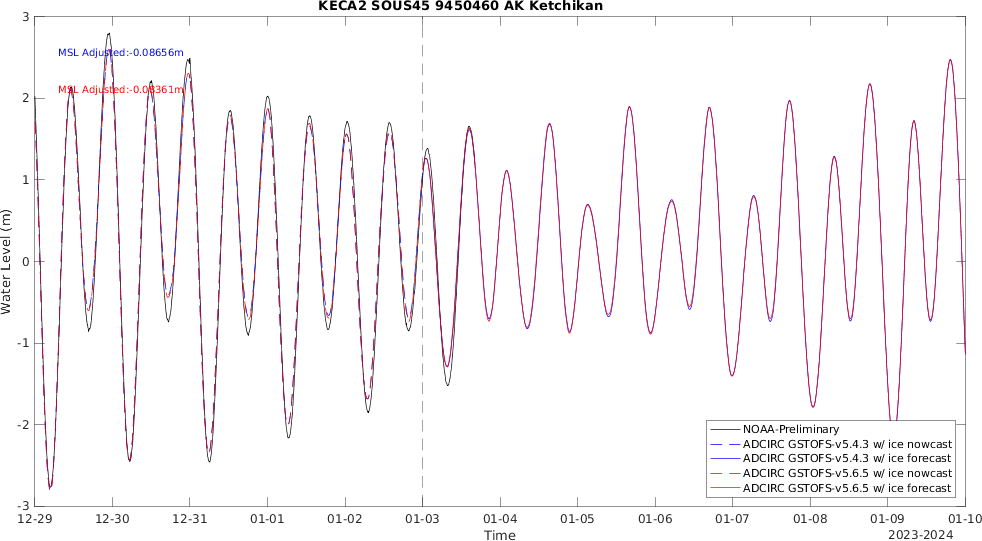 KECA2 SOUS45 9450460 AK Ketchikan
3
MSL Adjusted:-0.08656m
MSL Adjusted:-0.08361m
2
1
0
-1
-2
-3
Water Level (m)
NOAA-Preliminary
ADCIRC GSTOFS-v5.4.3 w/ ice nowcast
ADCIRC GSTOFS-v5.4.3 w/ ice forecast
ADCIRC GSTOFS-v5.6.5 w/ ice nowcast
ADCIRC GSTOFS-v5.6.5 w/ ice forecast
12-29 12-30 12-31 01-01 01-02 01-03 01-04 01-05 01-06 01-07 01-08 01-09 01-10
Time
2023-2024